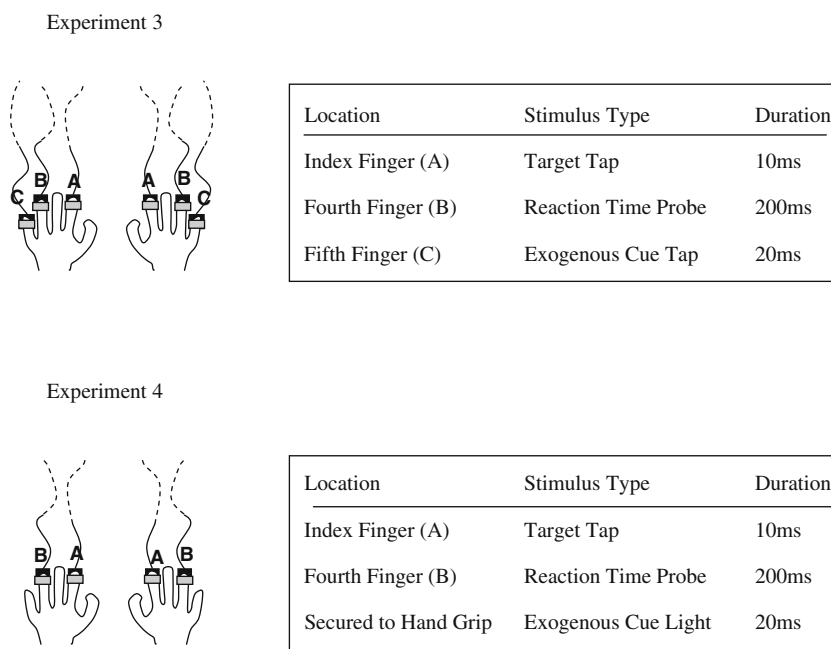 Experiment 3
C B A A B C
Location Stimulus Type Duration
Index Finger (A) Target Tap 10ms
Fourth Finger (B) Reaction Time Probe 200ms
Fifth Finger (C) Exogenous Cue Tap 20ms
Experiment 4
B A A B
Location Stimulus Type Duration
Index Finger (A) Target Tap 10ms
Fourth Finger (B) Reaction Time Probe 200ms
Secured to Hand Grip Exogenous Cue Light 20ms